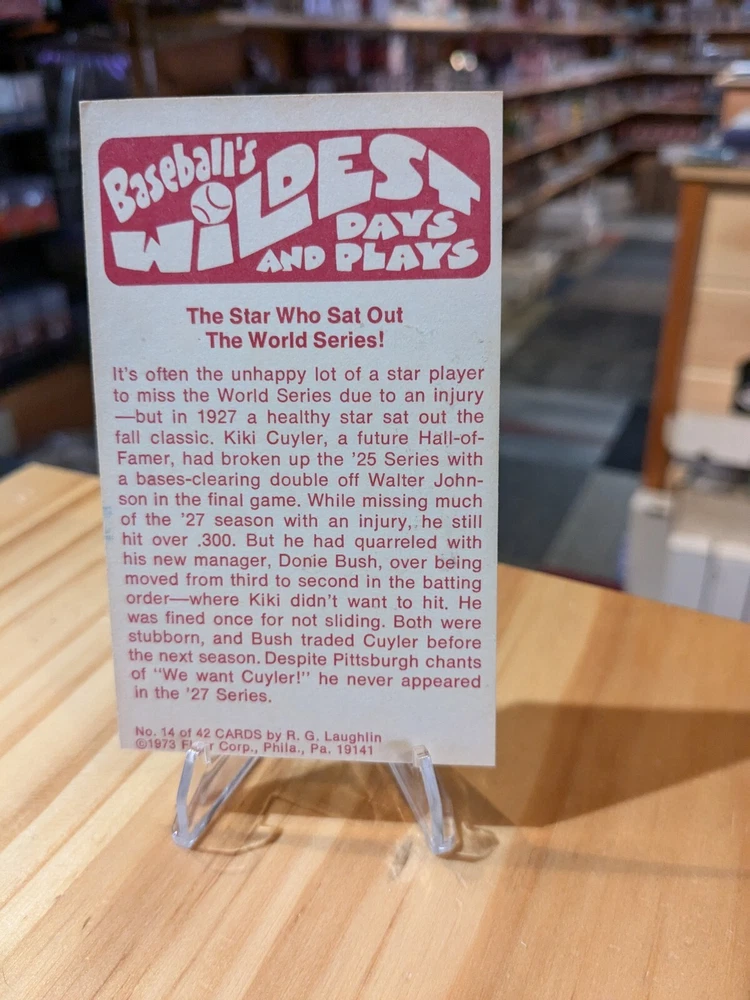 Baseball's
WiLDEST
DAYS
AND PLAYS
The Star Who Sat Out
The World Series!
It's often the unhappy lot of a star player
to miss the World Series due to an injury
—but in 1927 a healthy star sat out the
fall classic. Kiki Cuyler, a future Hall-of-
Famer, had broken up the '25 Series with
a bases-clearing double off Walter John-
son in the final game. While missing much
of the '27 season with an injury, he still
hit over .300. But he had quarreled with
his new manager, Donie Bush, over being
moved from third to second in the batting
order—where Kiki didn't want to hit. He
was fined once for not sliding. Both were
stubborn, and Bush traded Cuyler before
the next season. Despite Pittsburgh chants
of "We want Cuyler!" he never appeared
in the '27 Series.
No. 14 of 42 CARDS by R. G. Laughlin
©1973 Corp., Phila., Pa. 19141